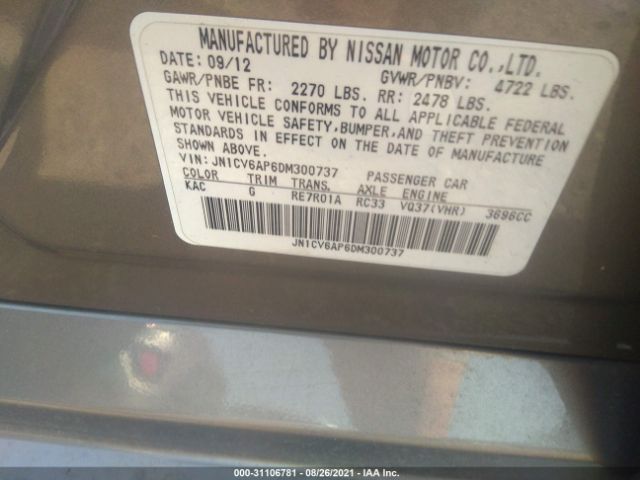 MANUFACTURED BY NISSAN MOTOR CO.,LTD.
DATE: 09/12 GVWR/PNBV: 4722 LBS.
GAWR/PNBE FR: 2270 LBS. RR: 2478 LBS.
THIS VEHICLE CONFORMS TO ALL APPLICABLE FEDERAL
MOTOR VEHICLE SAFETY,BUMPER,AND THEFT PREVENTION
STANDARDS IN EFFECT ON THE DATE OF MANUFACTURE
SHOWN ABOVE.
VIN: JN1CV6AP6DM300737 PASSENGER CAR
COLOR TRIM TRANS. AXLE ENGINE
KAC G RE7R01A RC33 VQ37(VHR) 3696CC
JN1CV6AP6DM300737
000-31106781 - 08/26/2021 - IAA Inc.